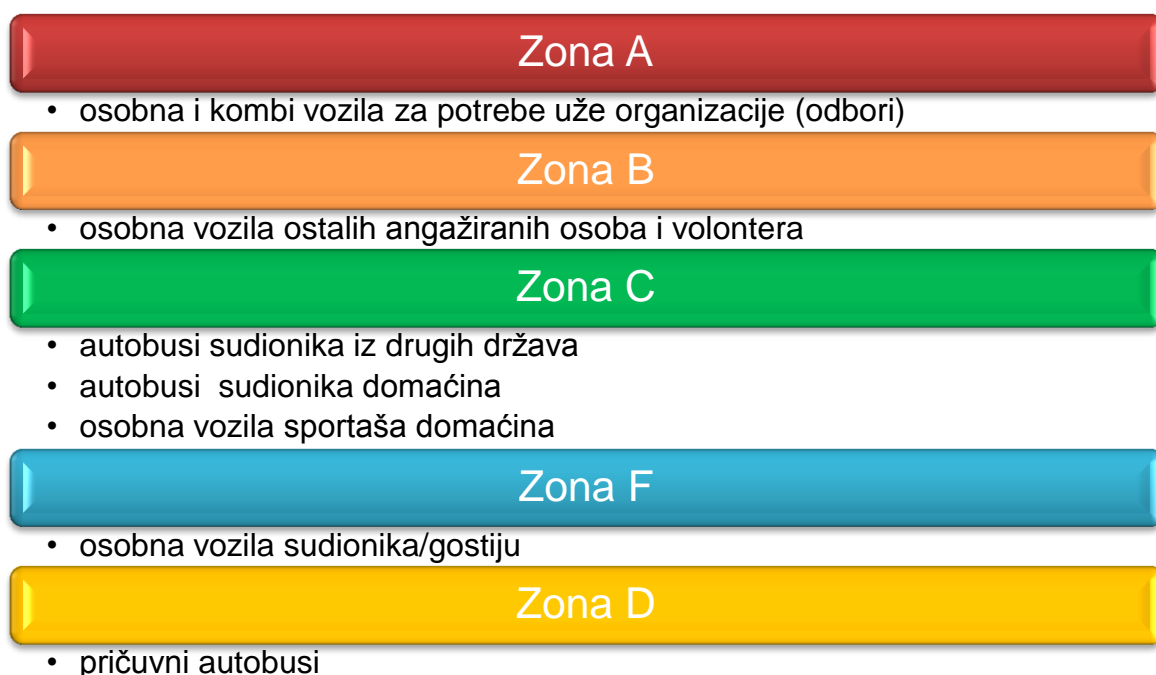 Zona A
• osobna i kombi vozila za potrebe uže organizacije (odbori)
Zona B
• osobna vozila ostalih angažiranih osoba i volontera
Zona C
• autobusi sudionika iz drugih država
• autobusi  sudionika domaćina
• osobna vozila sportaša domaćina
Zona F
• osobna vozila sudionika/gostiju
Zona D
• pričuvni autobusi